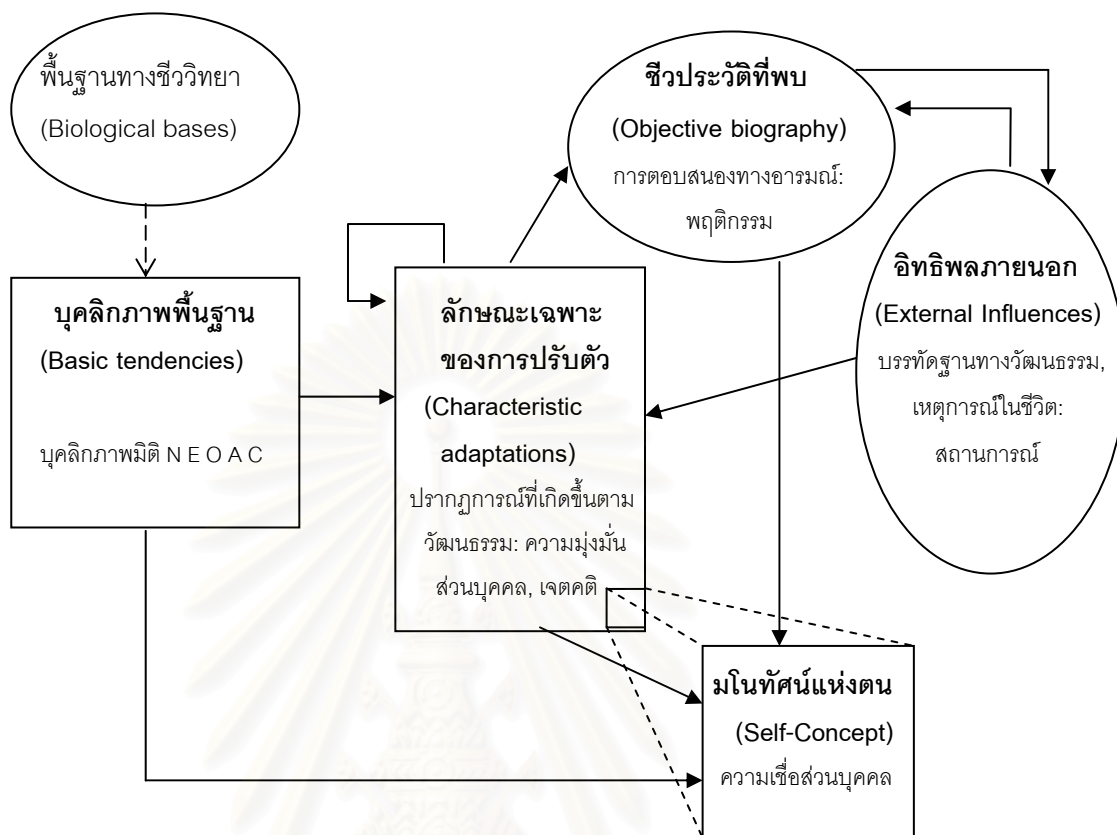 พื้นฐานทางชีววิทยา
(Biological bases)
ชีวประวัติที่พบ
(Objective biography)
การตอบสนองทางอารมณ์:
พฤติกรรม
อิทธิพลภายนอก
(External Influences)
บรรทัดฐานทางวัฒนธรรม,
เหตุการณ์ในชีวิต:
สถานการณ์
บุคลิกภาพพื้นฐาน
(Basic tendencies)
บุคลิกภาพมิติ N E O A C
ลักษณะเฉพาะ
ของการปรับตัว
(Characteristic
adaptations)
ปรากฏการณ์ที่เกิดขึ้นตาม
วัฒนธรรม: ความมุ่งมั่น
ส่วนบุคคล, เจตคติ
มโนทัศน์แห่งตน
(Self-Concept)
ความเชื่อส่วนบุคคล